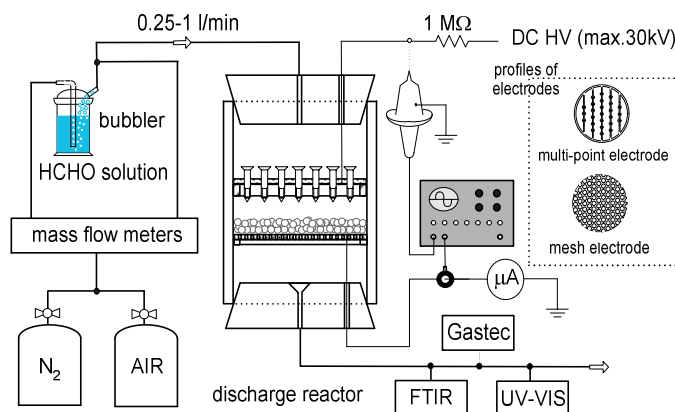 0.25-1 l/min
1 MΩ
DC HV (max.30kV)
profiles of
electrodes
bubbler
HCHO solution
multi-point electrode
mass flow meters
mesh electrode
μA
N2
AIR
Gastec
discharge reactor
FTIR
UV-VIS